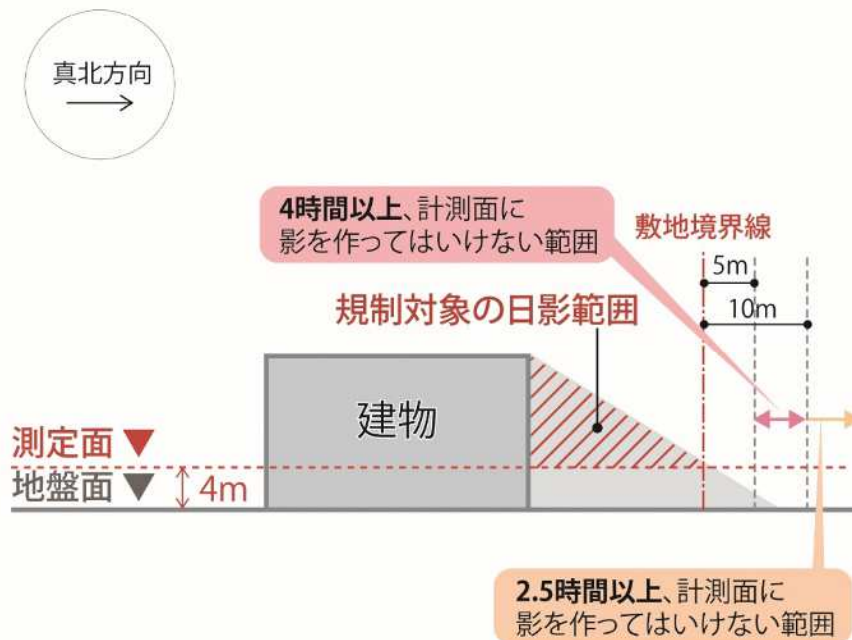 真北方向
4時間以上、計測面に
影を作ってはいけない範囲
敷地境界線
5m
10m
規制対象の日影範囲
建物
測定面▼
地盤面▼
4m
2.5時間以上、計測面に
影を作ってはいけない範囲